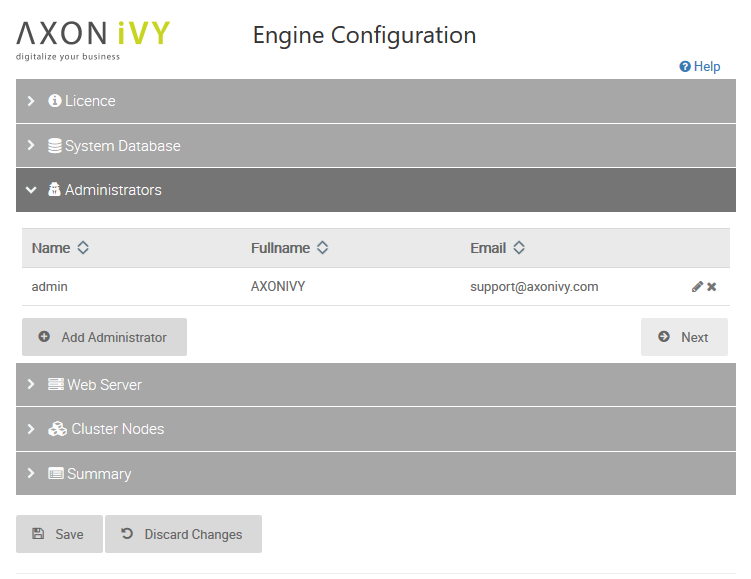 AXON iVY
digitalize your business
Engine Configuration
Help
Licence
System Database
Administrators
Name Fullname Email
admin AXONIVY support@axonivy.com
Add Administrator Next
Web Server
Cluster Nodes
Summary
Save Discard Changes